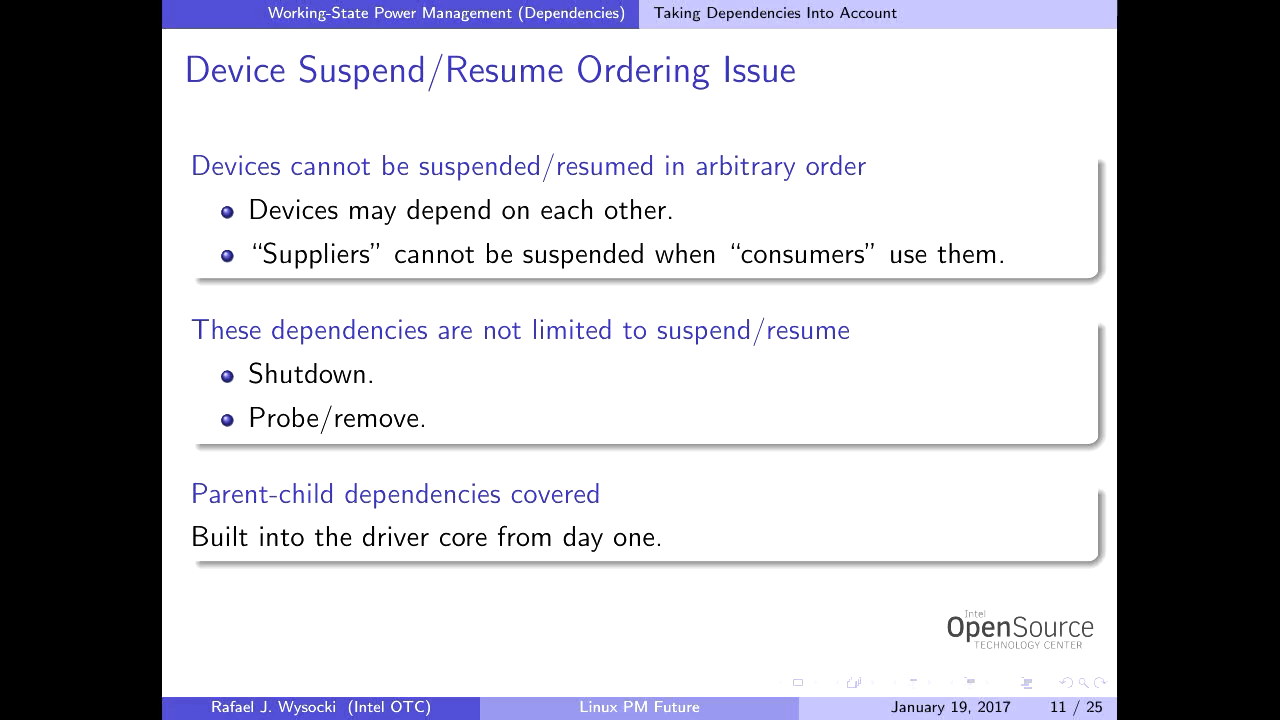 Working-State Power Management (Dependencies) Taking Dependencies Into Account
Device Suspend/Resume Ordering Issue
Devices cannot be suspended/resumed in arbitrary order
Devices may depend on each other.
“Suppliers” cannot be suspended when “consumers” use them.
These dependencies are not limited to suspend/resume
Shutdown.
Probe/remove.
Parent-child dependencies covered
Built into the driver core from day one.
Intel
OpenSource
TECHNOLOGY CENTER
Rafael J. Wysocki (Intel OTC) Linux PM Future January 19, 2017 11 / 25